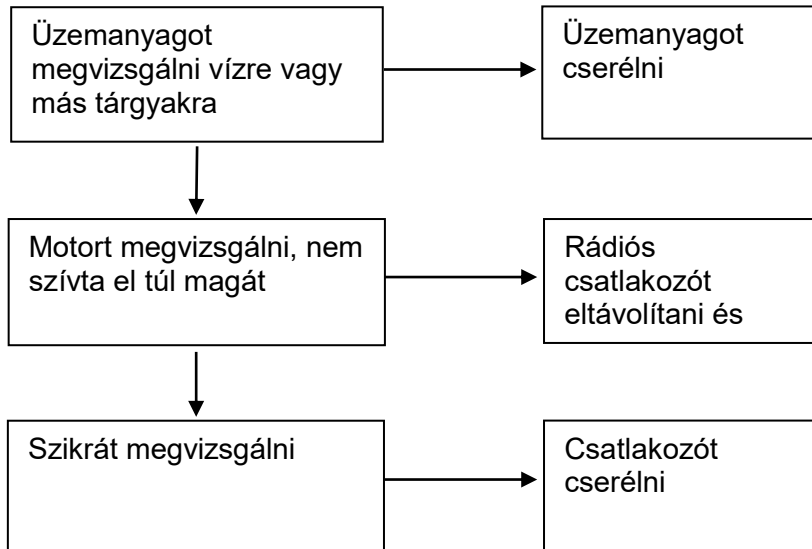 Üzemanyagot
megvizsgálni vízre vagy
más tárgyakra
Üzemanyagot
cserélni
Motort megvizsgálni, nem
szívta el túl magát
Rádiós
csatlakozót
eltávolítani és
Szikrát megvizsgálni
Csatlakozót
cserélni